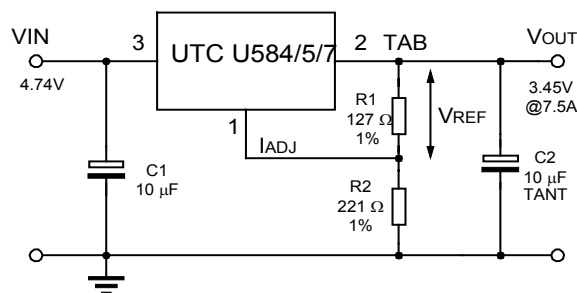 VIN
3
UTC U584/5/7
2
TAB
VOUT
4.74V
3.45V
@7.5A
R1
127 Ω
1%
VREF
1
IADJ
C1
10 μF
R2
221 Ω
1%
C2
10 μF
TANT